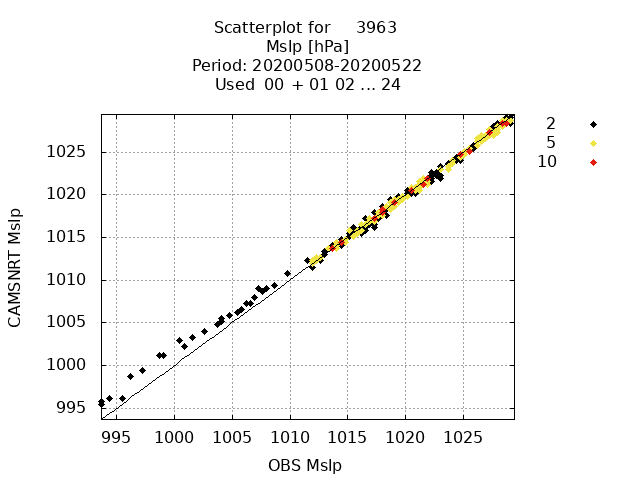 Scatterplot for 3963
Mslp [hPa]
Period: 20200508-20200522
Used 00 + 01 02 ... 24
2
5
10
CAMSNRT Mslp
1025
1020
1015
1010
1005
1000
995
995 1000 1005 1010 1015 1020 1025
OBS Mslp